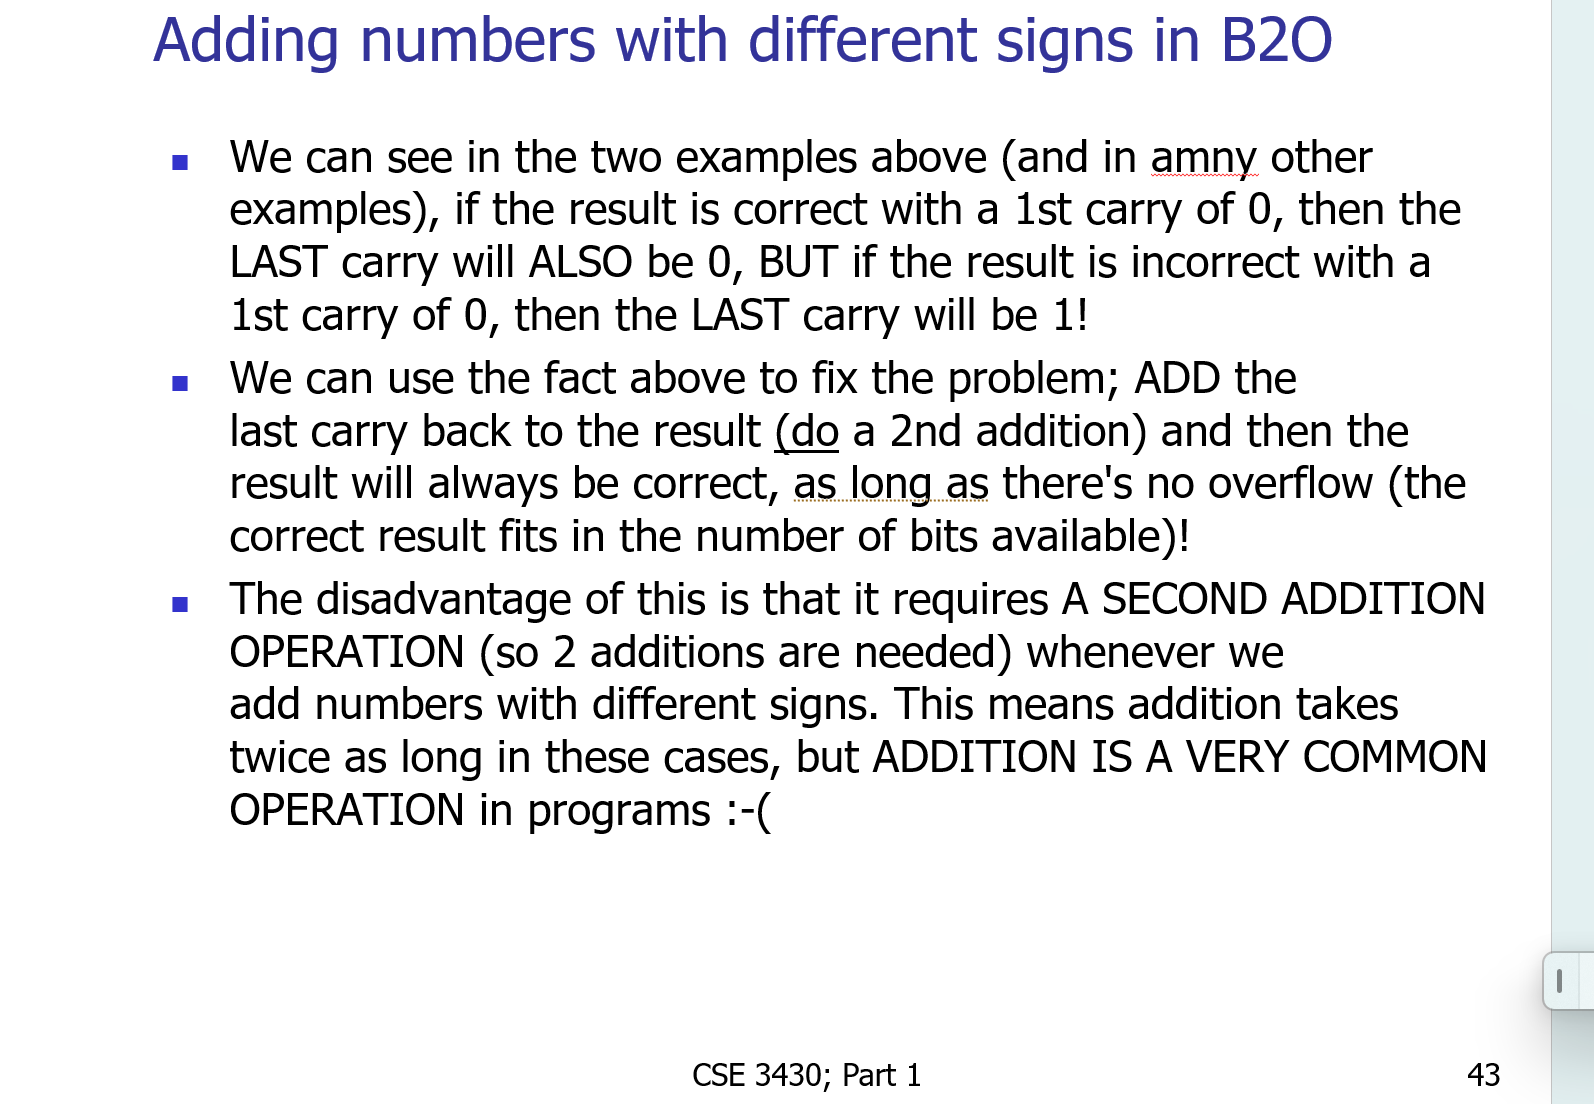 Adding numbers with different signs in B2O
We can see in the two examples above (and in amny other
examples), if the result is correct with a 1st carry of 0, then the
LAST carry will ALSO be 0, BUT if the result is incorrect with a
1st carry of 0, then the LAST carry will be 1!
We can use the fact above to fix the problem; ADD the
last carry back to the result (do a 2nd addition) and then the
result will always be correct, as long as there's no overflow (the
correct result fits in the number of bits available)!
The disadvantage of this is that it requires A SECOND ADDITION
OPERATION (so 2 additions are needed) whenever we
add numbers with different signs. This means addition takes
twice as long in these cases, but ADDITION IS A VERY COMMON
OPERATION in programs :-(
CSE 3430; Part 1
43